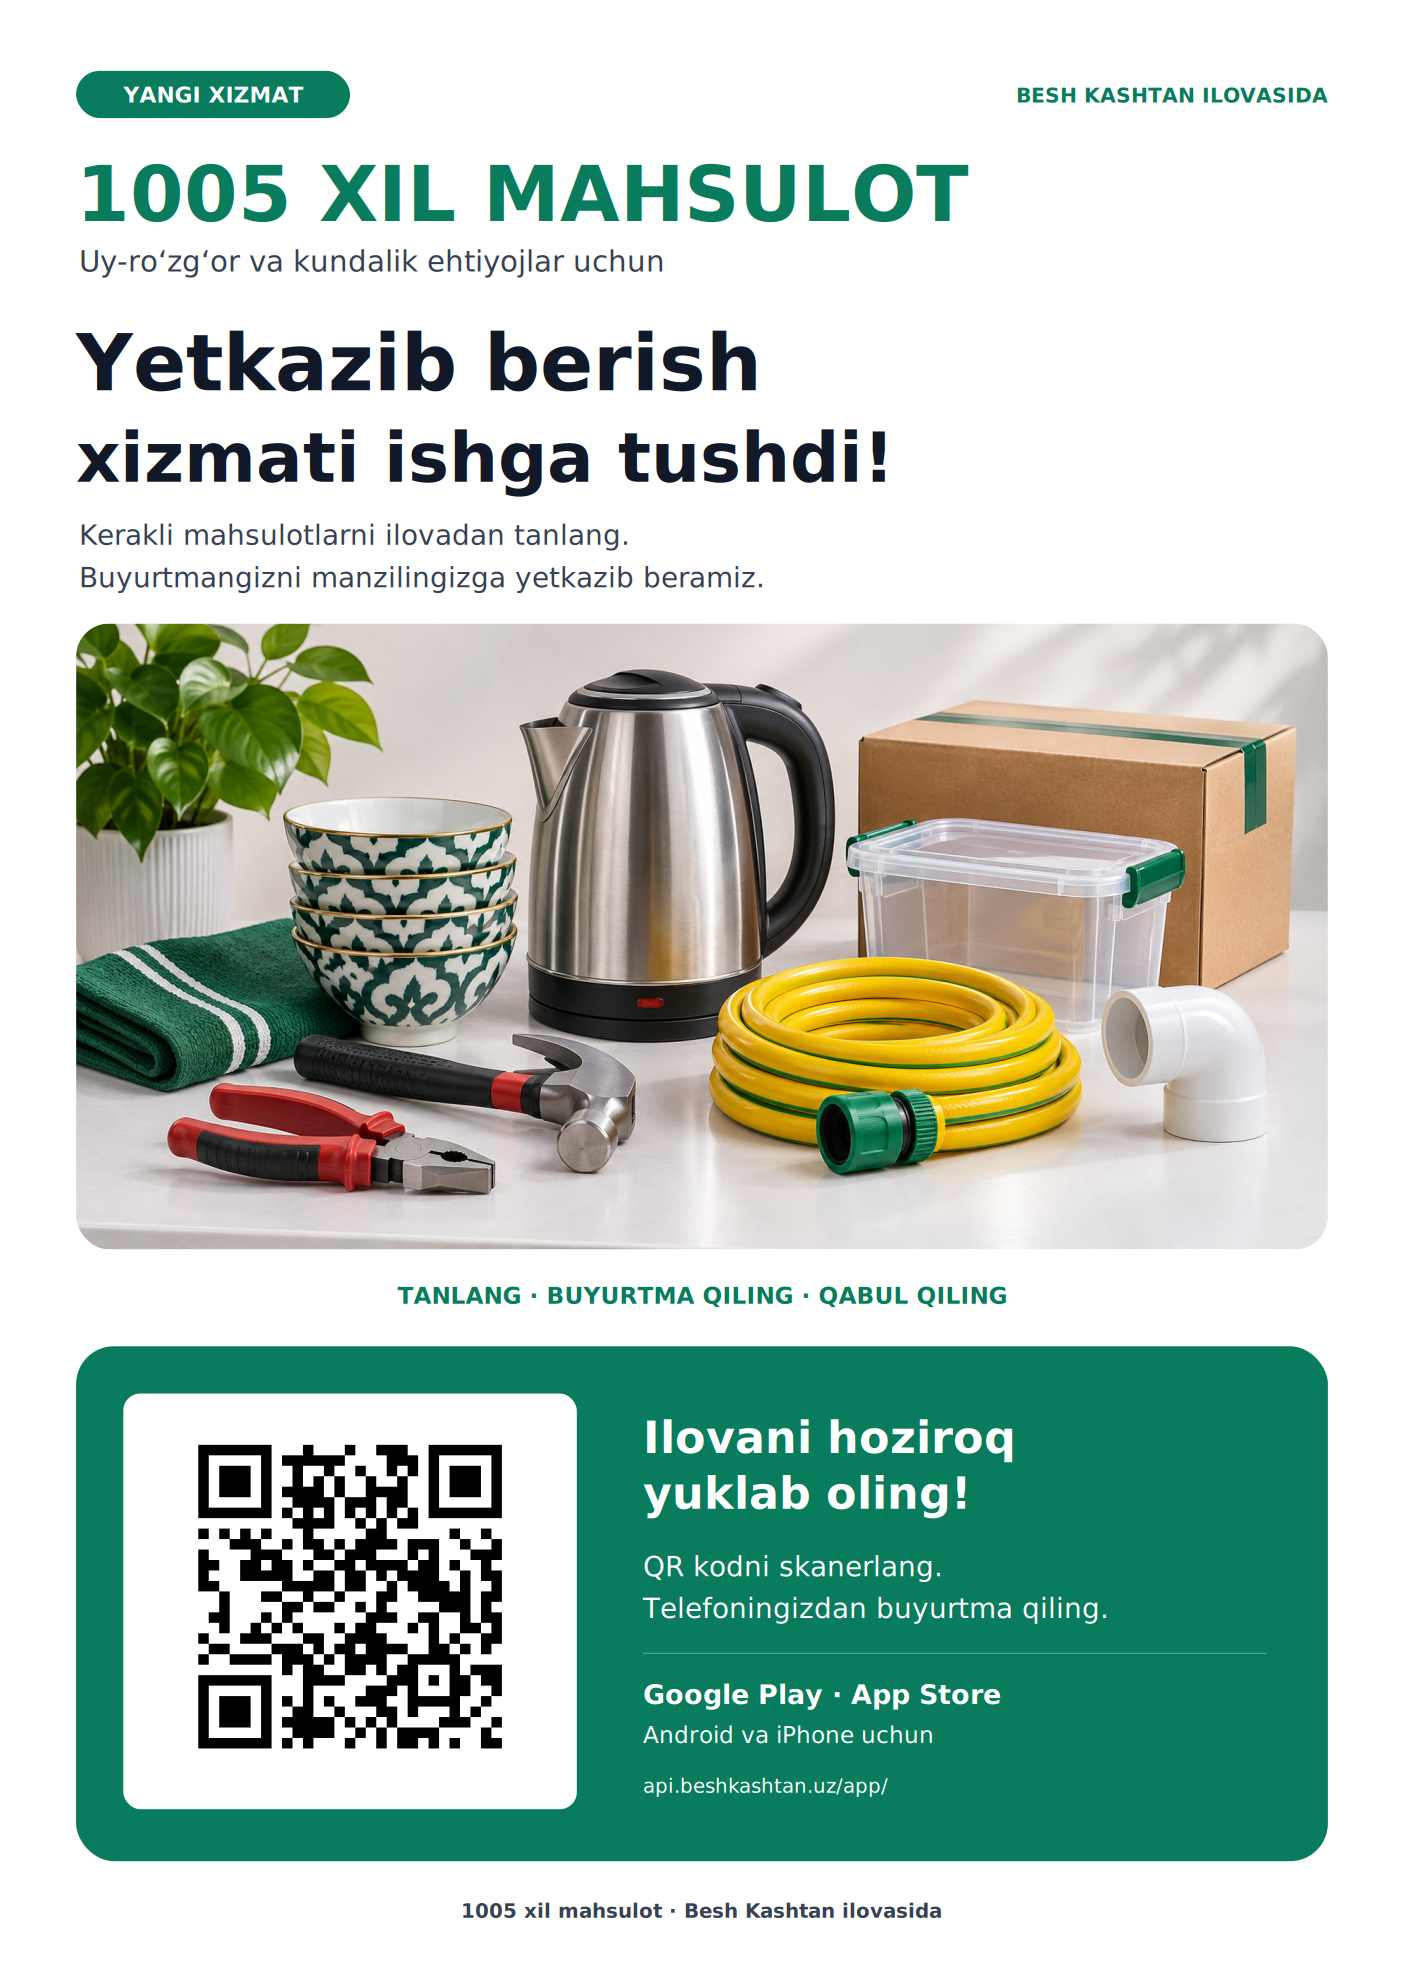 YANGI XIZMAT
BESH KASHTAN ILOVASIDA
1005 XIL MAHSULOT
Uy-ro‘zg‘or va kundalik ehtiyojlar uchun
Yetkazib berish
xizmati ishga tushdi!
Kerakli mahsulotlarni ilovadan tanlang.
Buyurtmangizni manzilingizga yetkazib beramiz.
TANLANG · BUYURTMA QILING · QABUL QILING
Ilovani hoziroq
yuklab oling!
QR kodni skanerlang.
Telefoningizdan buyurtma qiling.
Google Play · App Store
Android va iPhone uchun
api.beshkashtan.uz/app/
1005 xil mahsulot · Besh Kashtan ilovasida